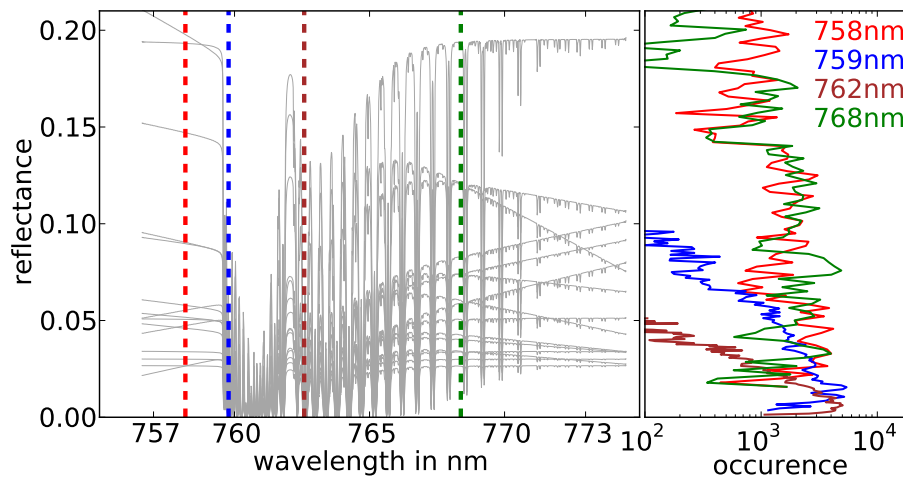 0.20
0.15
0.10
0.05
0.00
reflectance
757 760 765 770 773
wavelength in nm
758nm
759nm
762nm
768nm
10² 10³ 10⁴
occurence